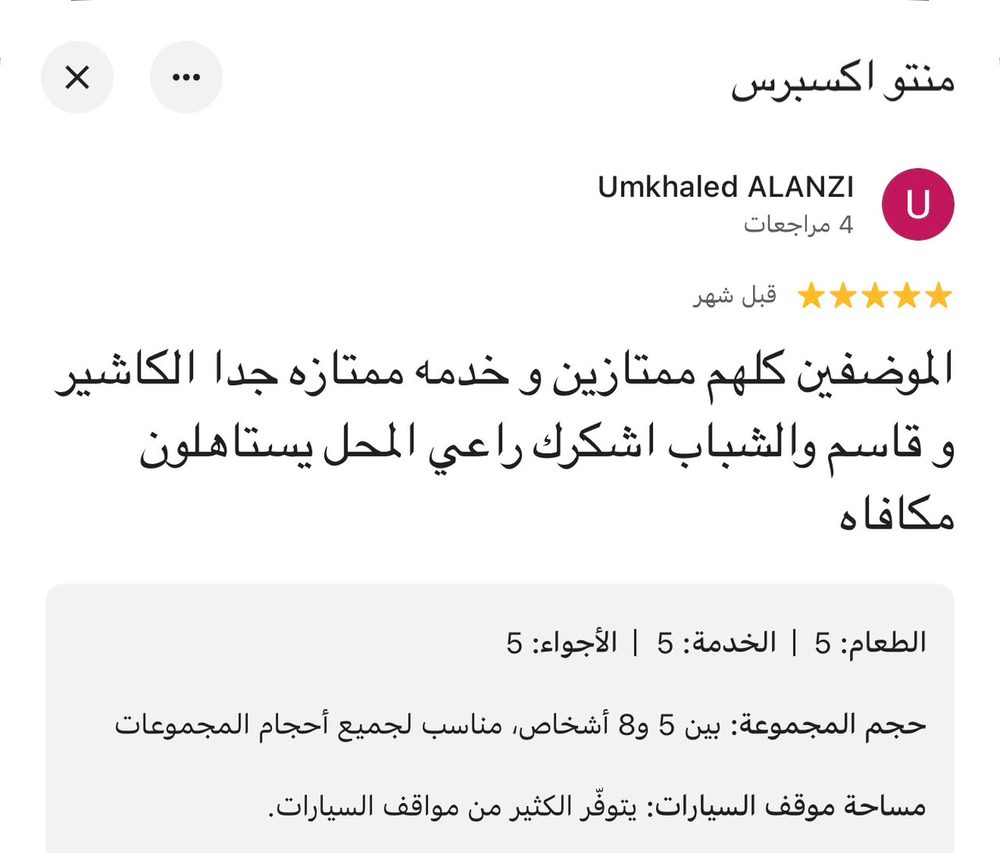 منتو اكسبرس
Umkhaled ALANZI
U
4 مراجعات
قبل شهر
الموضفين كلهم ممتازين و خدمه ممتازه جدا الكاشير
و قاسم والشباب اشكرك راعي المحل يستاهلون
مكافاه
الطعام: 5 | الخدمة: 5 | الأجواء: 5
حجم المجموعة: بين 5 و8 أشخاص، مناسب لجميع أحجام المجموعات
مساحة موقف السيارات: يتوفّر الكثير من مواقف السيارات.